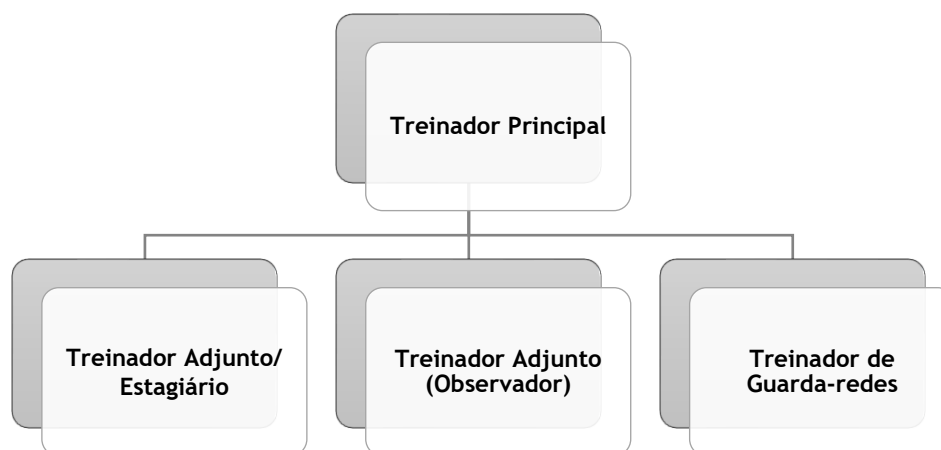 Treinador Principal
Treinador Adjunto/
Estagiário
Treinador Adjunto
(Observador)
Treinador de
Guarda-redes